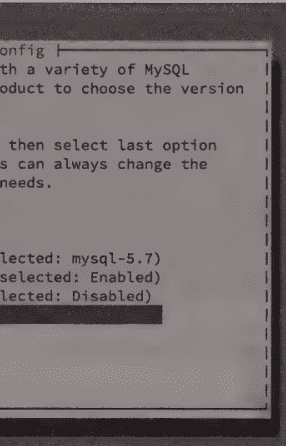 onfig
th a variety of MySQL
oduct to choose the version
then select last option
s can always change the
needs.
lected: mysql-5.7)
selected: Enabled)
lected: Disabled)